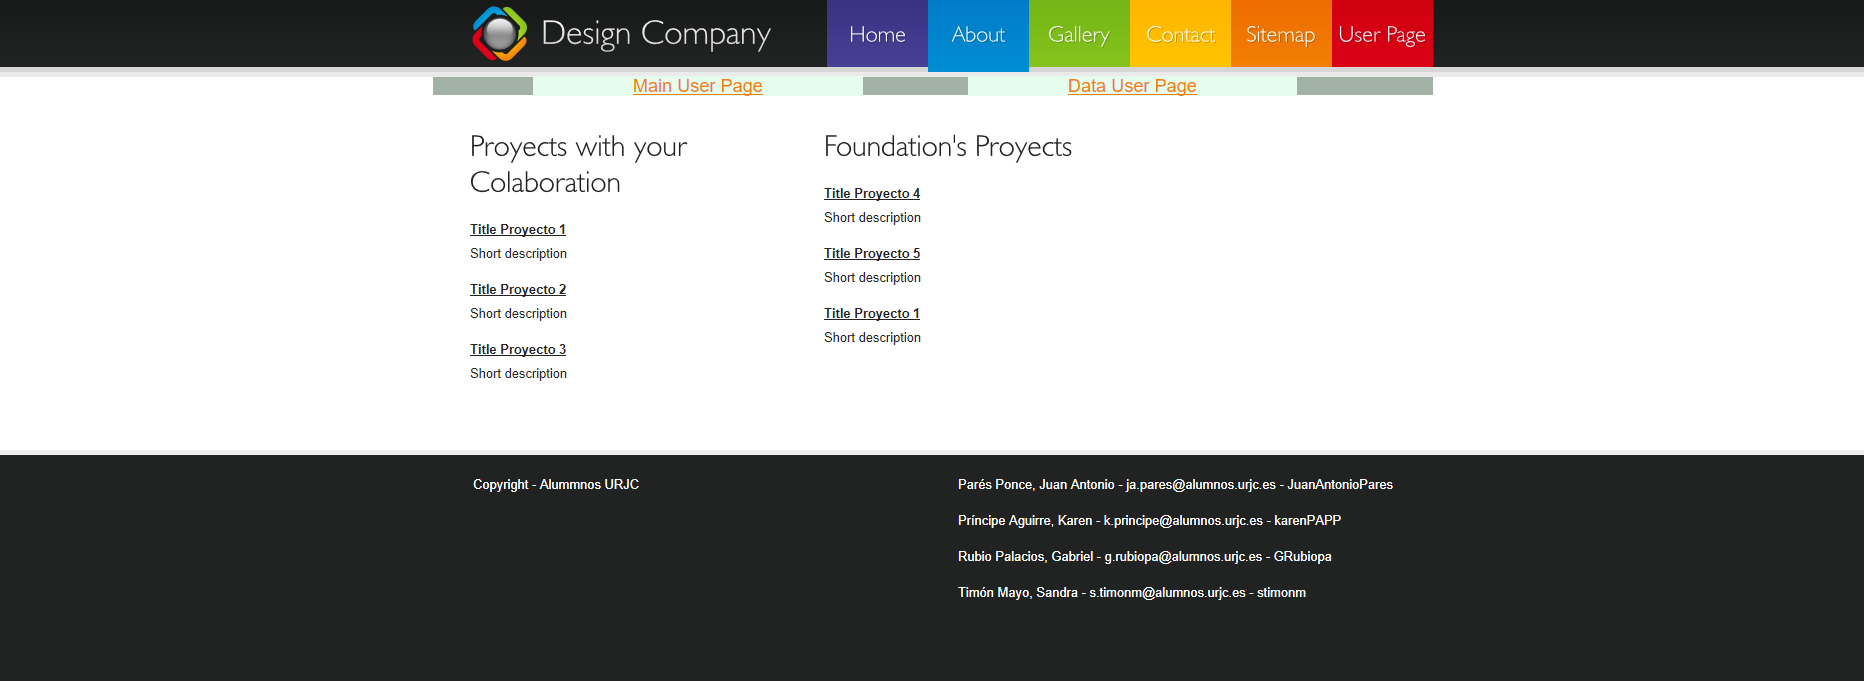 Design Company
Home
About
Gallery
Contact
Sitemap
User Page
Main User Page
Data User Page
Proyects with your
Colaboration
Title Proyecto 1
Short description
Title Proyecto 2
Short description
Title Proyecto 3
Short description
Foundation's Proyects
Title Proyecto 4
Short description
Title Proyecto 5
Short description
Title Proyecto 1
Short description
Copyright - Alummnos URJC
Parés Ponce, Juan Antonio - ja.pares@alumnos.urjc.es - JuanAntonioPares
Príncipe Aguirre, Karen - k.principe@alumnos.urjc.es - karenPAPP
Rubio Palacios, Gabriel - g.rubiopa@alumnos.urjc.es - GRubiopa
Timón Mayo, Sandra - s.timonm@alumnos.urjc.es - stimonm